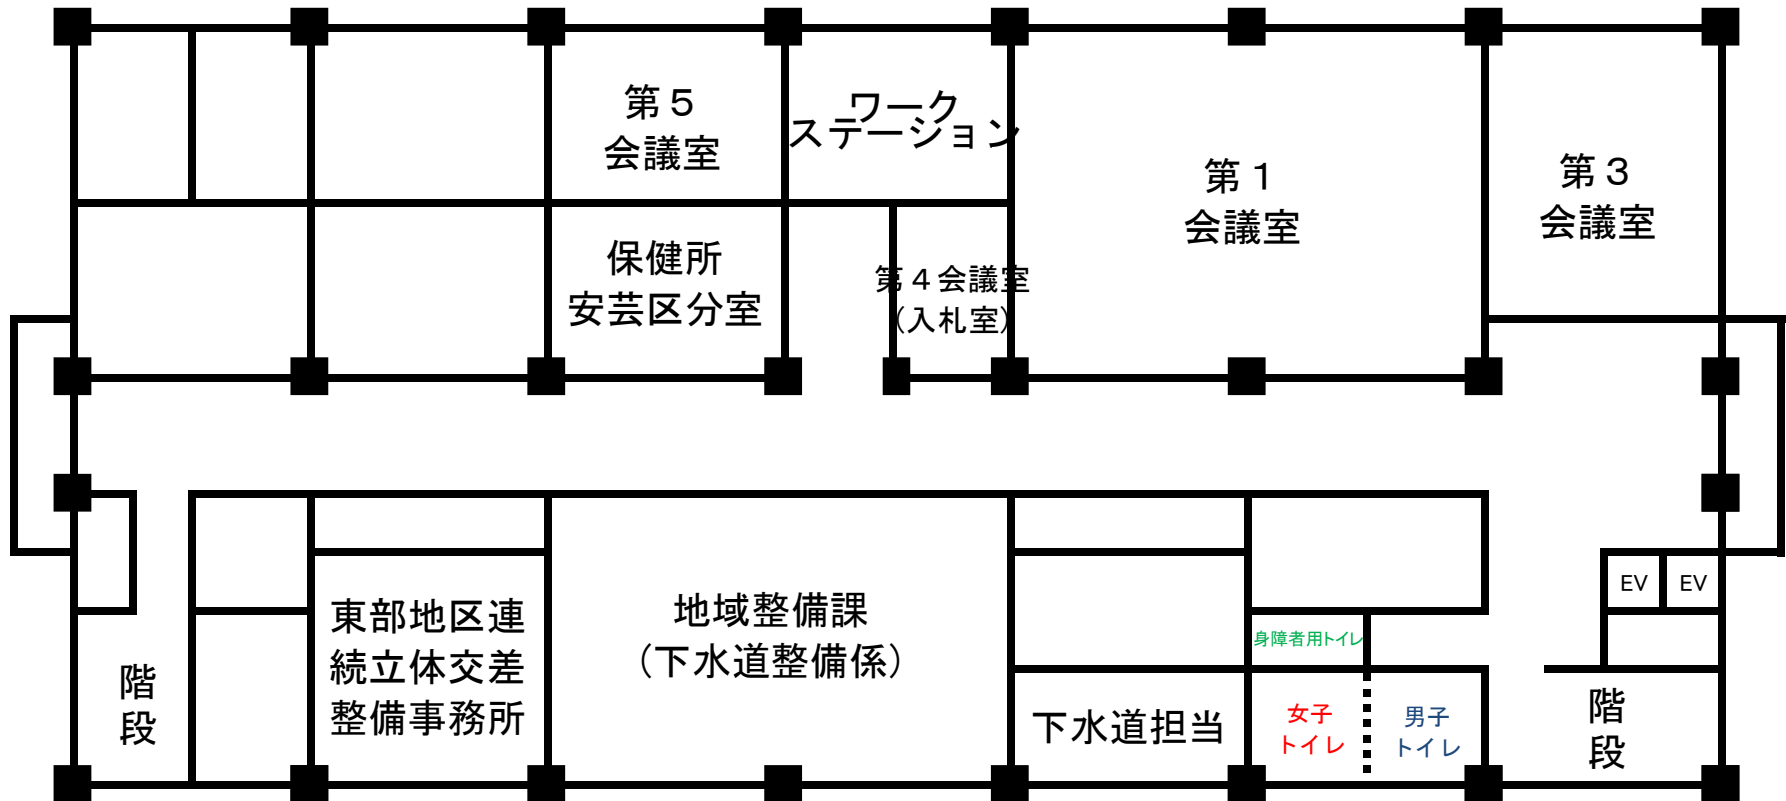 第５
会議室
ワーク
ステーション
第１
会議室
第３
会議室
保健所
安芸区分室
第４会議室
（入札室）
EV
EV
東部地区連
続立体交差
整備事務所
地域整備課
（下水道整備係）
身障者用トイレ
階
段
下水道担当
女子
トイレ
男子
トイレ
階
段